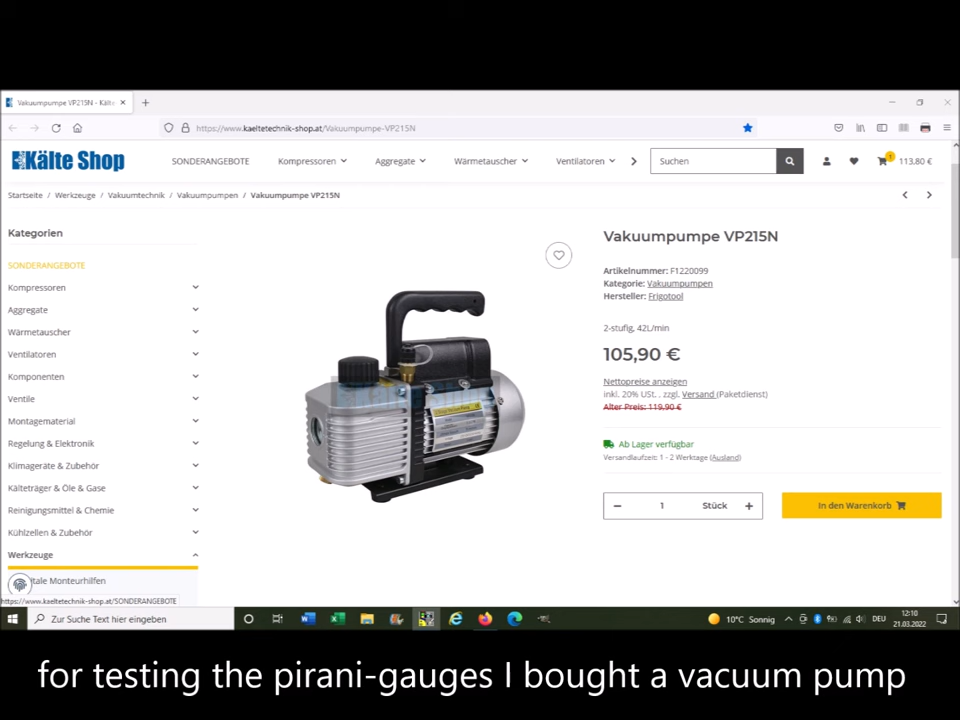 Vakuumpumpe VP215N - Kälte
https://www.kaeltetechnik-shop.at/Vakuumpumpe-VP215N
Kälte Shop
SONDERANGEBOTE Kompressoren Aggregate Wärmetauscher Ventilatoren Suchen 1 113,80 €
Startseite / Werkzeuge / Vakuumtechnik / Vakuumpumpen / Vakuumpumpe VP215N
Kategorien
SONDERANGEBOTE
Kompressoren
Aggregate
Wärmetauscher
Ventilatoren
Komponenten
Ventile
Montagematerial
Regelung & Elektronik
Klimageräte & Zubehör
Kälteträger & Öle & Gase
Reinigungsmittel & Chemie
Kühlzellen & Zubehör
Werkzeuge
itale Monteurhilfen
https://www.kaeltetechnik-shop.at/SONDERANGEBOTE
Kälte Shop
Vakuumpumpe VP215N
Artikelnummer: F1220099
Kategorie: Vakuumpumpen
Hersteller: Frigotool
2-stufig, 42L/min
105,90 €
Nettopreise anzeigen
inkl. 20% USt. , zzgl. Versand (Paketdienst)
Alter Preis: 119,90 €
Ab Lager verfügbar
Versandlaufzeit: 1 - 2 Werktage (Ausland)
− 1 Stück + In den Warenkorb
Zur Suche Text hier eingeben
10°C Sonnig
DEU
12:10
21.03.2022
for testing the pirani-gauges I bought a vacuum pump